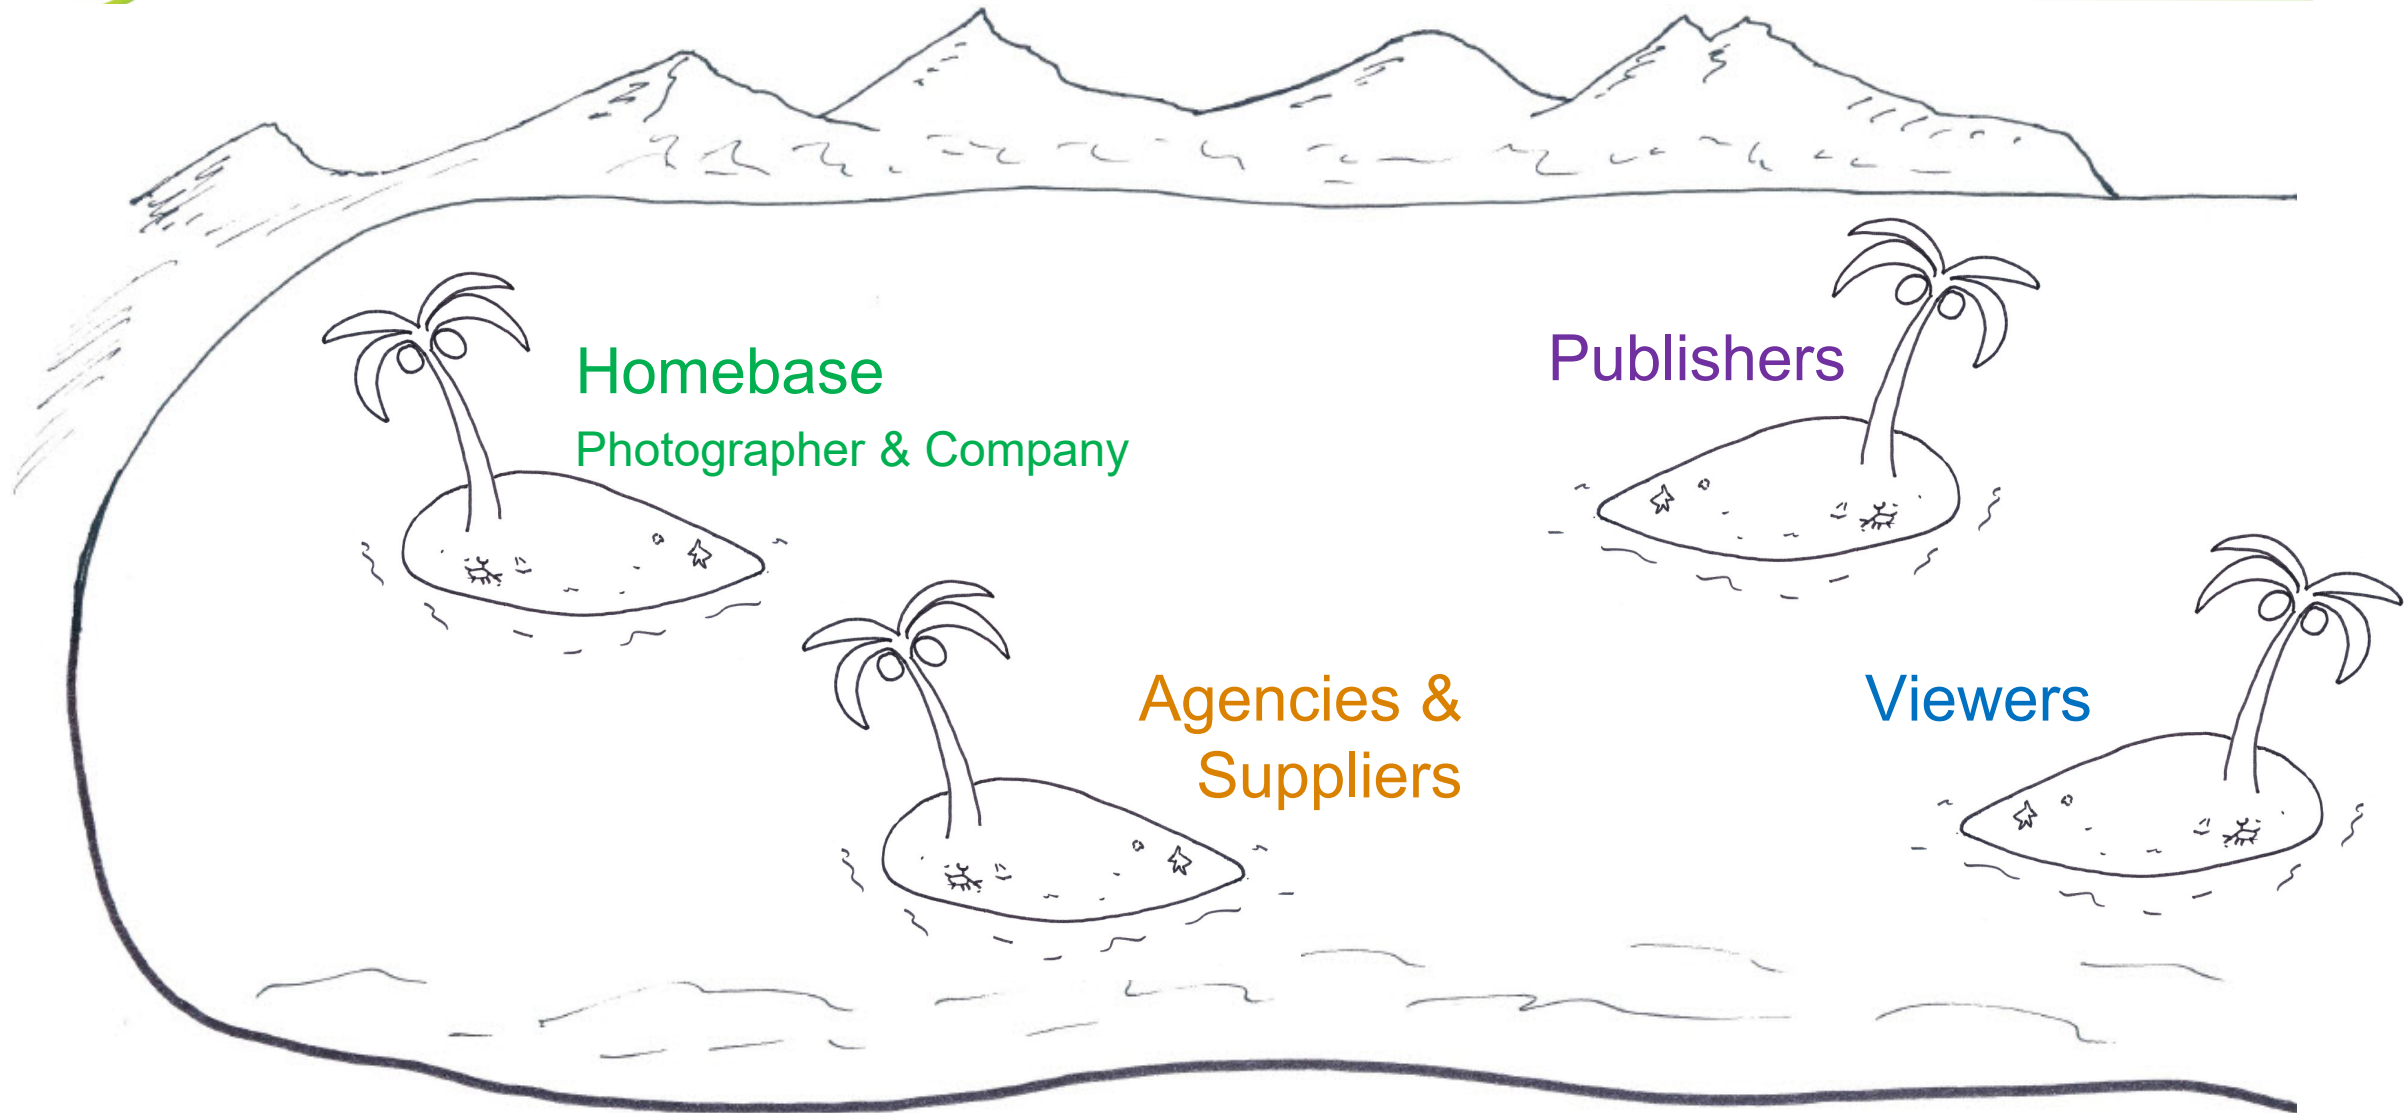 Homebase
Photographer & Company
Publishers
Agencies &
Suppliers
Viewers